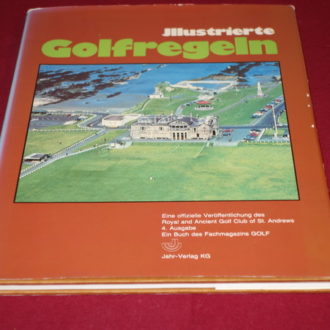 Jllustrierte
Golfregeln
Eine offizielle Veröffentlichung des
Royal and Ancient Golf Club of St. Andrews
4. Ausgabe
Ein Buch des Fachmagazins GOLF
Jahr-Verlag KG